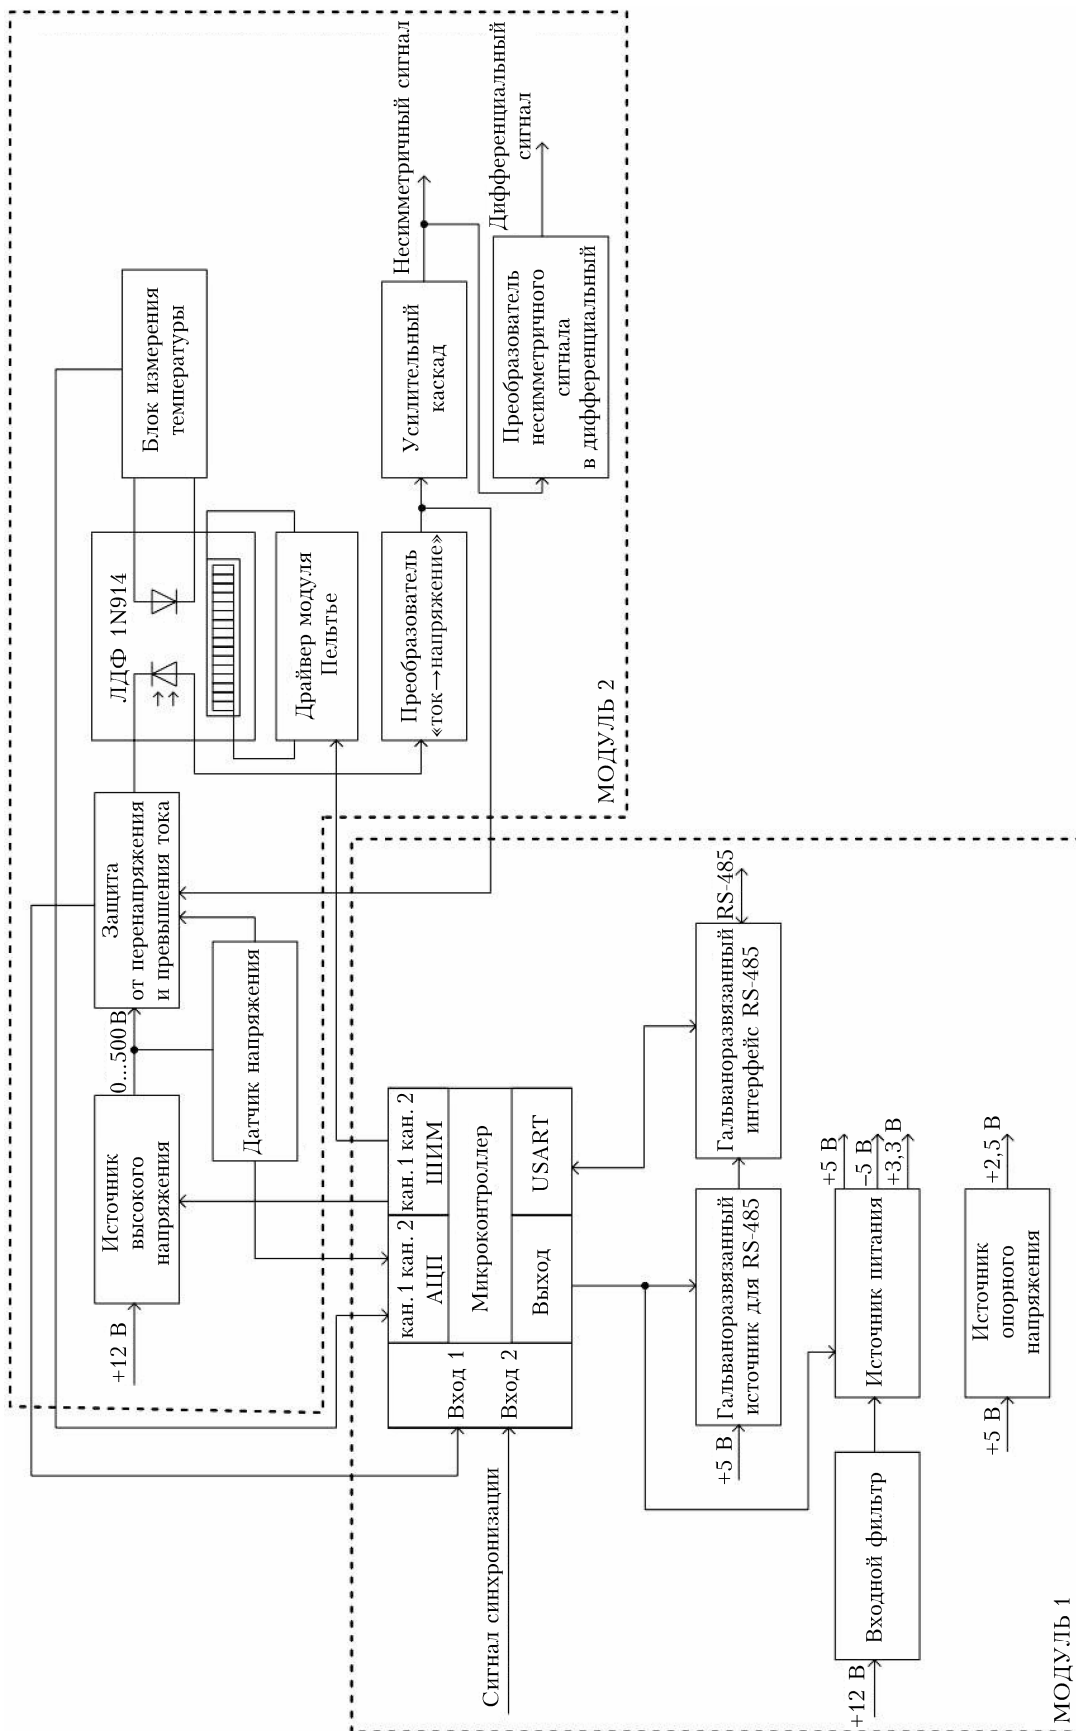 +12 В
Источник
высокого
напряжения
0...500 В
Датчик напряжения
Защита
от перенапряжения
и превышения тока
ЛДФ 1N914
Блок измерения
температуры
Драйвер модуля
Пельтье
Преобразователь
«ток→напряжение»
Усилительный
каскад
Несимметричный сигнал
Преобразователь
несимметричного
сигнала
в дифференциальный
Дифференциальный
сигнал
МОДУЛЬ 2
Сигнал синхронизации
Вход 1
Вход 2
кан. 1 кан. 2
АЦП
кан. 1 кан. 2
ШИМ
Микроконтроллер
Выход
USART
+5 В
Гальваноразвязанный
источник для RS-485
Гальваноразвязанный
интерфейс RS-485
RS-485
+12 В
Входной фильтр
Источник питания
+5 В
–5 В
+3,3 В
+5 В
Источник
опорного
напряжения
+2,5 В
МОДУЛЬ 1